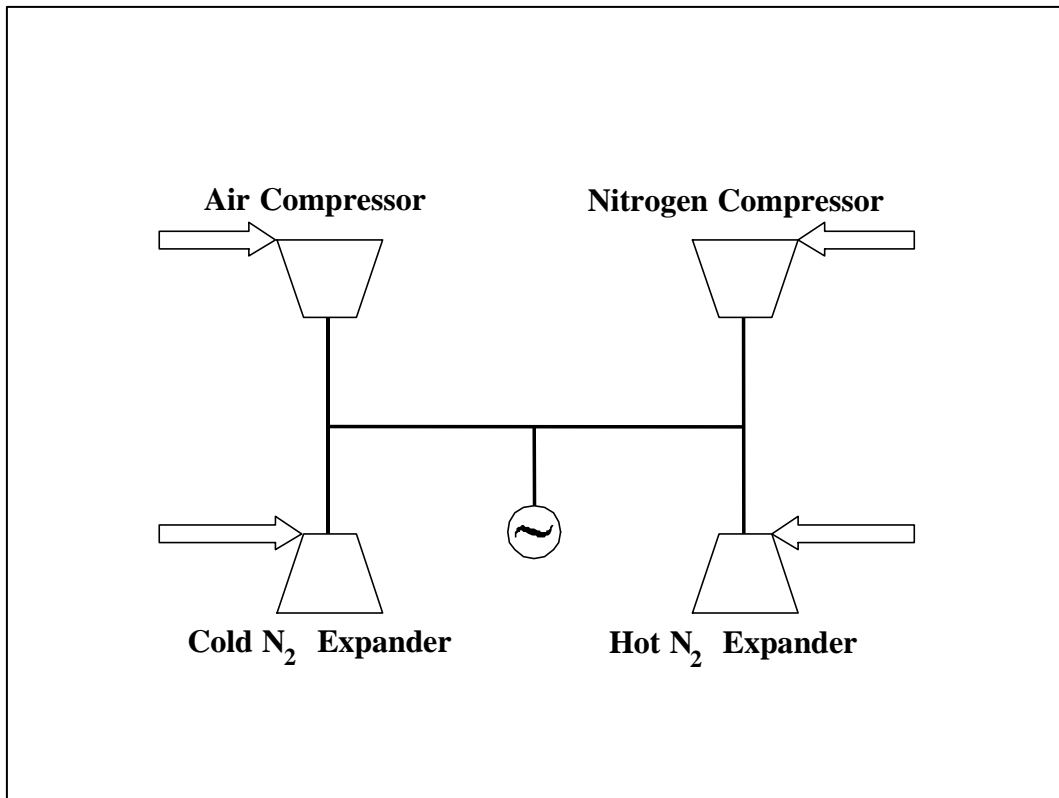 Air Compressor
Nitrogen Compressor
Cold N2 Expander
Hot N2 Expander